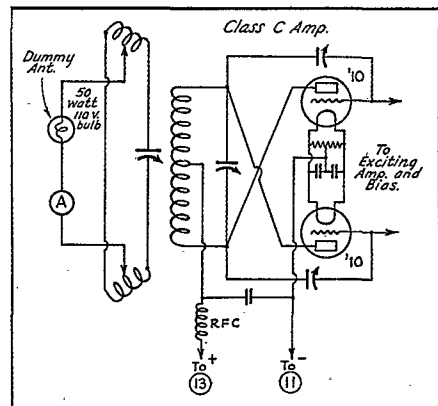 Class C Amp.
Dummy
Ant.
50
watt
110 v.
bulb
A
'10
To
Exciting
Amp. and
Bias.
'10
RFC
To +
13
To -
11